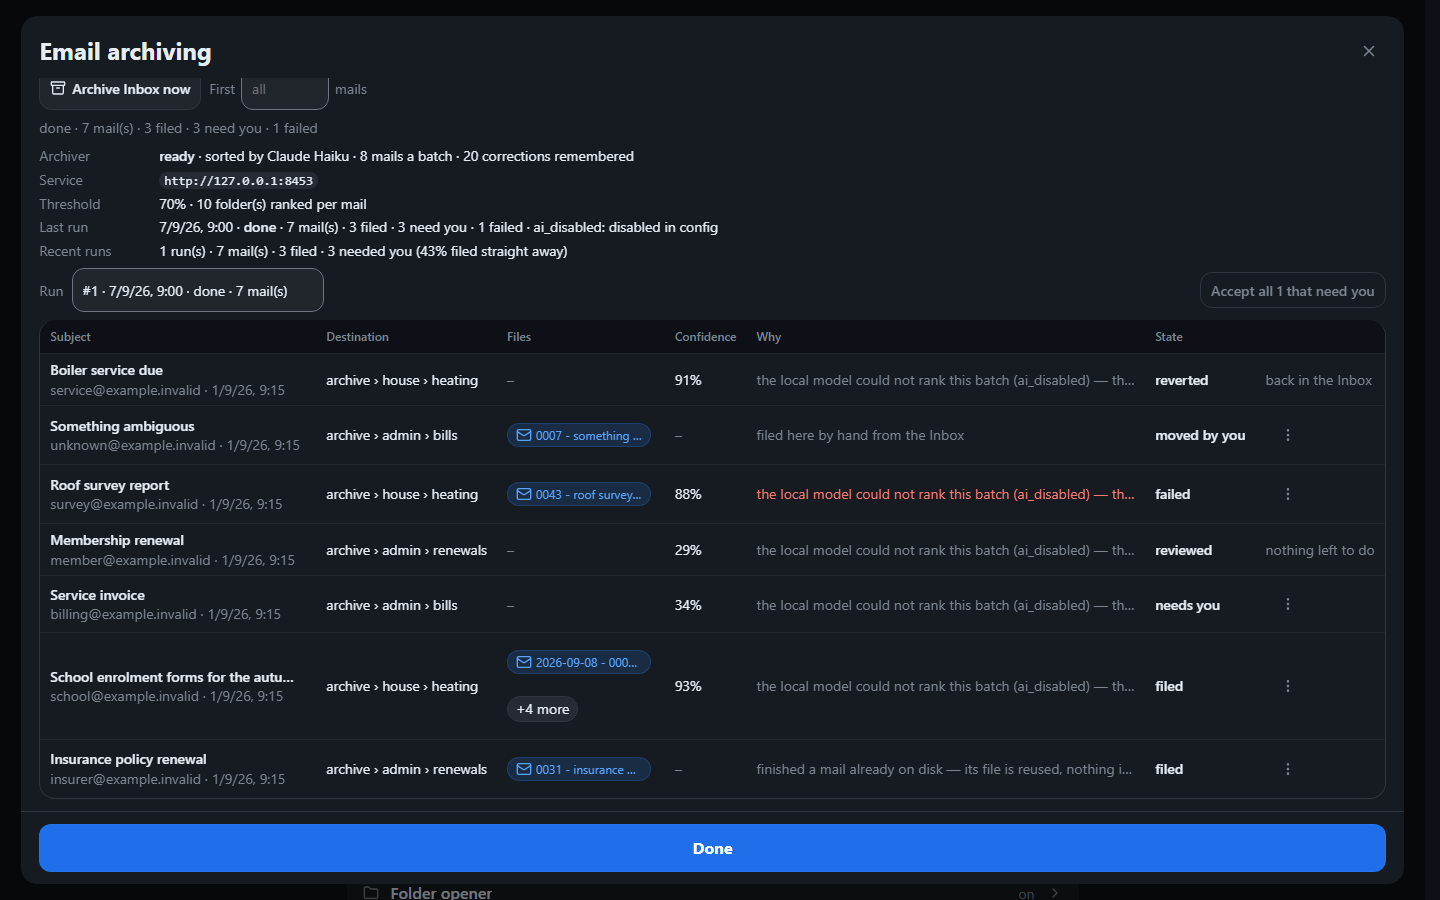 Email archiving
Archive Inbox now First all mails
done · 7 mail(s) · 3 filed · 3 need you · 1 failed
Archiver ready · sorted by Claude Haiku · 8 mails a batch · 20 corrections remembered
Service http://127.0.0.1:8453
Threshold 70% · 10 folder(s) ranked per mail
Last run 7/9/26, 9:00 · done · 7 mail(s) · 3 filed · 3 need you · 1 failed · ai_disabled: disabled in config
Recent runs 1 run(s) · 7 mail(s) · 3 filed · 3 needed you (43% filed straight away)
Run #1 · 7/9/26, 9:00 · done · 7 mail(s) Accept all 1 that need you
Subject Destination Files Confidence Why State
Boiler service due
service@example.invalid · 1/9/26, 9:15
archive › house › heating – 91% the local model could not rank this batch (ai_disabled) — th... reverted back in the Inbox
Something ambiguous
unknown@example.invalid · 1/9/26, 9:15
archive › admin › bills 0007 - something ... – filed here by hand from the Inbox moved by you
Roof survey report
survey@example.invalid · 1/9/26, 9:15
archive › house › heating 0043 - roof survey... 88% the local model could not rank this batch (ai_disabled) — th... failed
Membership renewal
member@example.invalid · 1/9/26, 9:15
archive › admin › renewals – 29% the local model could not rank this batch (ai_disabled) — th... reviewed nothing left to do
Service invoice
billing@example.invalid · 1/9/26, 9:15
archive › admin › bills – 34% the local model could not rank this batch (ai_disabled) — th... needs you
School enrolment forms for the autu...
school@example.invalid · 1/9/26, 9:15
archive › house › heating 2026-09-08 - 000... +4 more 93% the local model could not rank this batch (ai_disabled) — th... filed
Insurance policy renewal
insurer@example.invalid · 1/9/26, 9:15
archive › admin › renewals 0031 - insurance ... – finished a mail already on disk — its file is reused, nothing i... filed
Done
Folder opener on